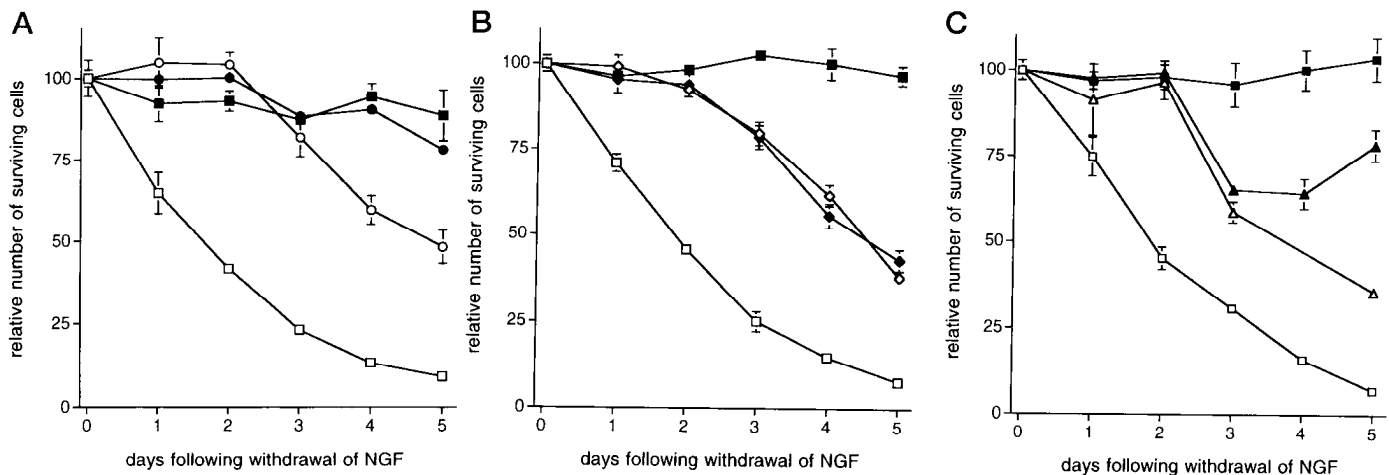 A
relative number of surviving cells
100
75
50
25
0
0 1 2 3 4 5
days following withdrawal of NGF
B
relative number of surviving cells
100
75
50
25
0
0 1 2 3 4 5
days following withdrawal of NGF
C
relative number of surviving cells
100
75
50
25
0
0 1 2 3 4 5
days following withdrawal of NGF